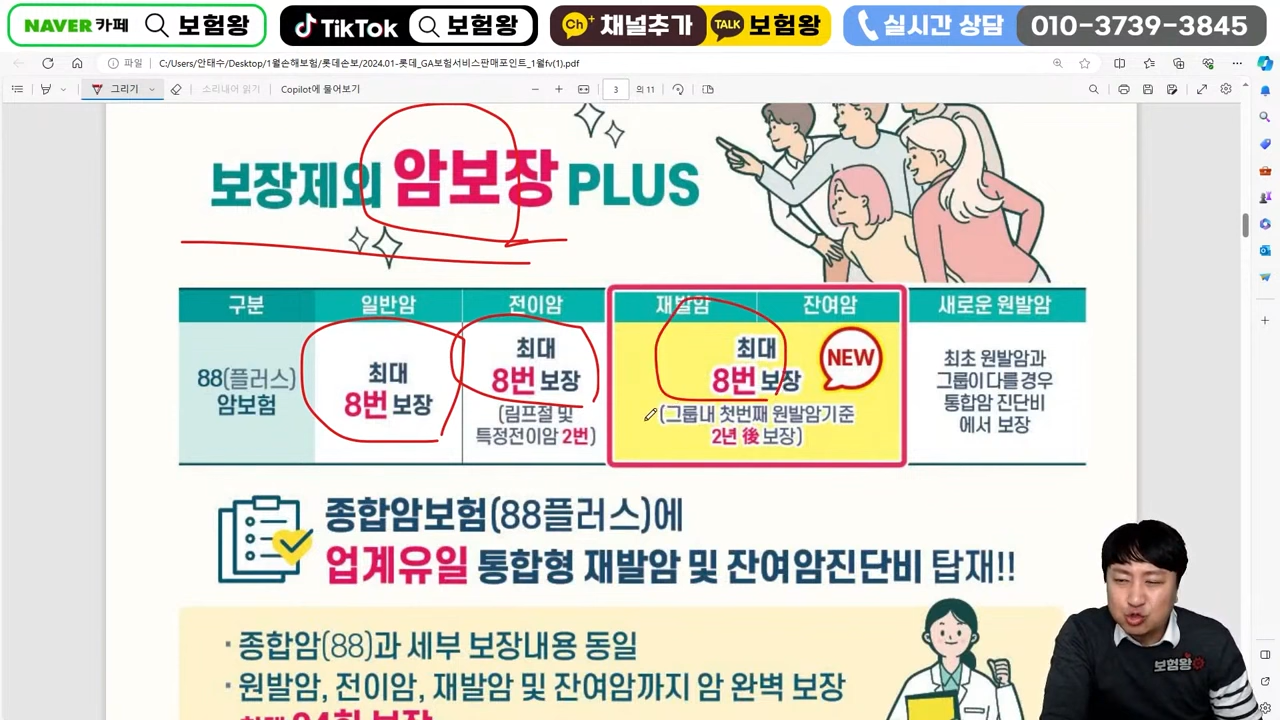 NAVER 카페 보험왕 TikTok 보험왕 Ch+ 채널추가 TALK 보험왕 실시간 상담 010-3739-3845
파일 C:/Users/안태수/Desktop/1월손해보험/롯데손보/2024.01-롯데_GA보험서비스판매포인트_1월fv(1).pdf
그리기 소리내어 읽기 Copilot에 물어보기 3 의 11
보장제외 암보장 PLUS
구분 일반암 전이암 재발암 잔여암 새로운 원발암
88(플러스)
암보험
최대
8번 보장
최대
8번 보장
(림프절 및
특정전이암 2번)
최대
8번 보장
NEW
(그룹내 첫번째 원발암기준
2년 後 보장)
최초 원발암과
그룹이 다를 경우
통합암 진단비
에서 보장
종합암보험(88플러스)에
업계유일 통합형 재발암 및 잔여암진단비 탑재!!
· 종합암(88)과 세부 보장내용 동일
· 원발암, 전이암, 재발암 및 잔여암까지 암 완벽 보장
보험왕